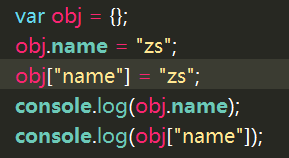 var obj = {};
obj.name = "zs";
obj["name"] = "zs";
console.log(obj.name);
console.log(obj["name"]);